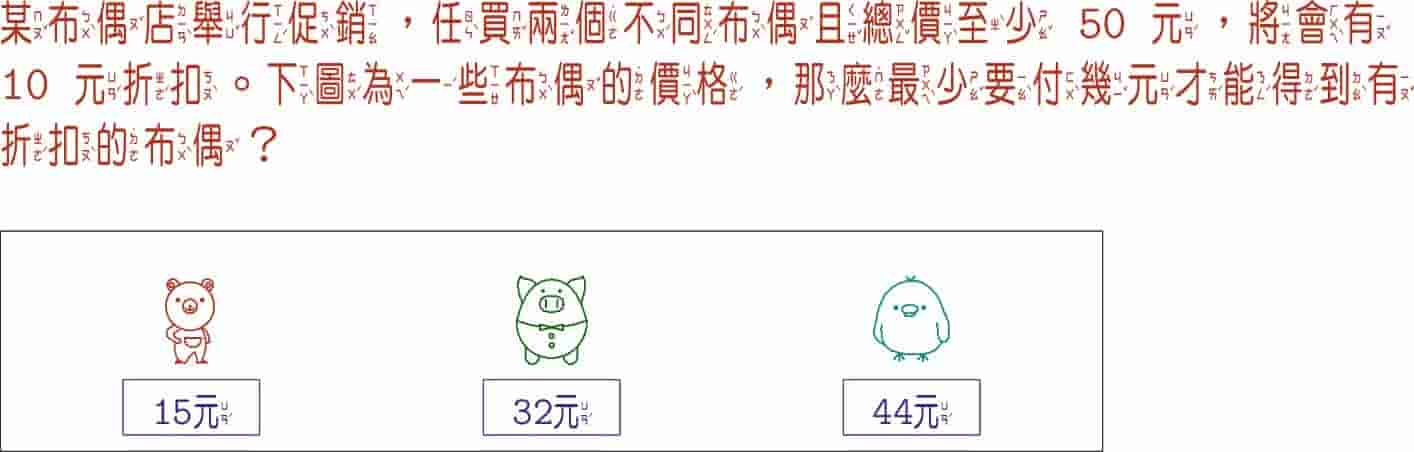 某布偶店舉行促銷，任買兩個不同布偶且總價至少 50 元，將會有
10 元折扣。下圖為一些布偶的價格，那麼最少要付幾元才能得到有
折扣的布偶？
15元 32元 44元